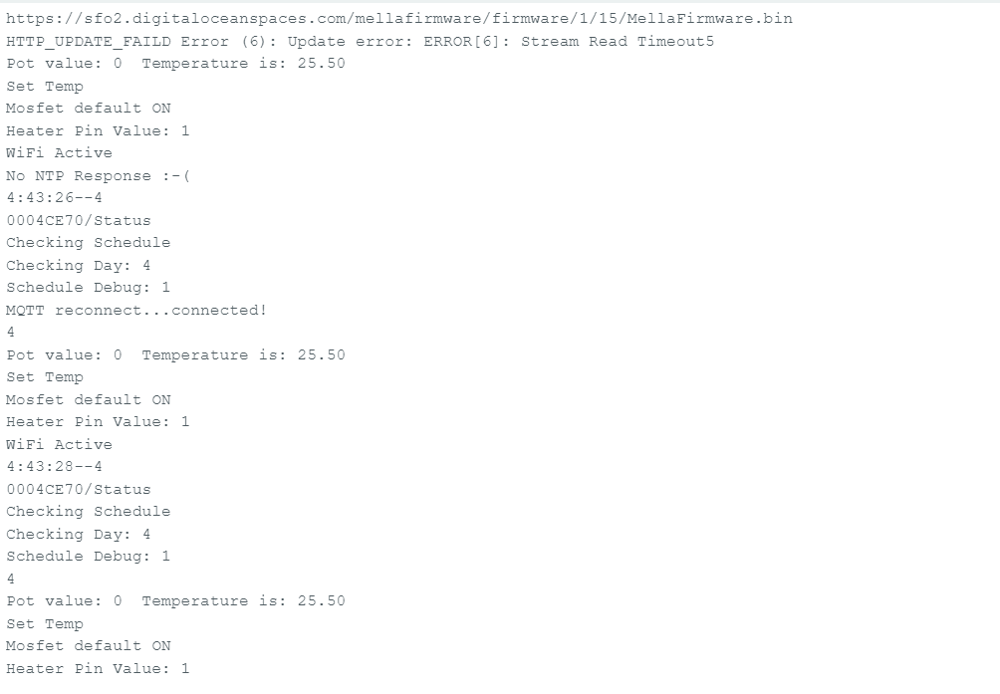 https://sfo2.digitaloceanspaces.com/mellafirmware/firmware/1/15/MellaFirmware.bin
HTTP_UPDATE_FAILD Error (6): Update error: ERROR[6]: Stream Read Timeout5
Pot value: 0  Temperature is: 25.50
Set Temp
Mosfet default ON
Heater Pin Value: 1
WiFi Active
No NTP Response :-(
4:43:26--4
0004CE70/Status
Checking Schedule
Checking Day: 4
Schedule Debug: 1
MQTT reconnect...connected!
4
Pot value: 0  Temperature is: 25.50
Set Temp
Mosfet default ON
Heater Pin Value: 1
WiFi Active
4:43:28--4
0004CE70/Status
Checking Schedule
Checking Day: 4
Schedule Debug: 1
4
Pot value: 0  Temperature is: 25.50
Set Temp
Mosfet default ON
Heater Pin Value: 1